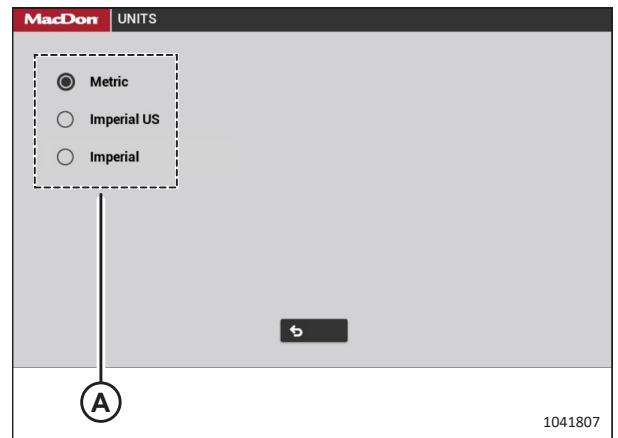 MacDon UNITS
Metric
Imperial US
Imperial
A
1041807